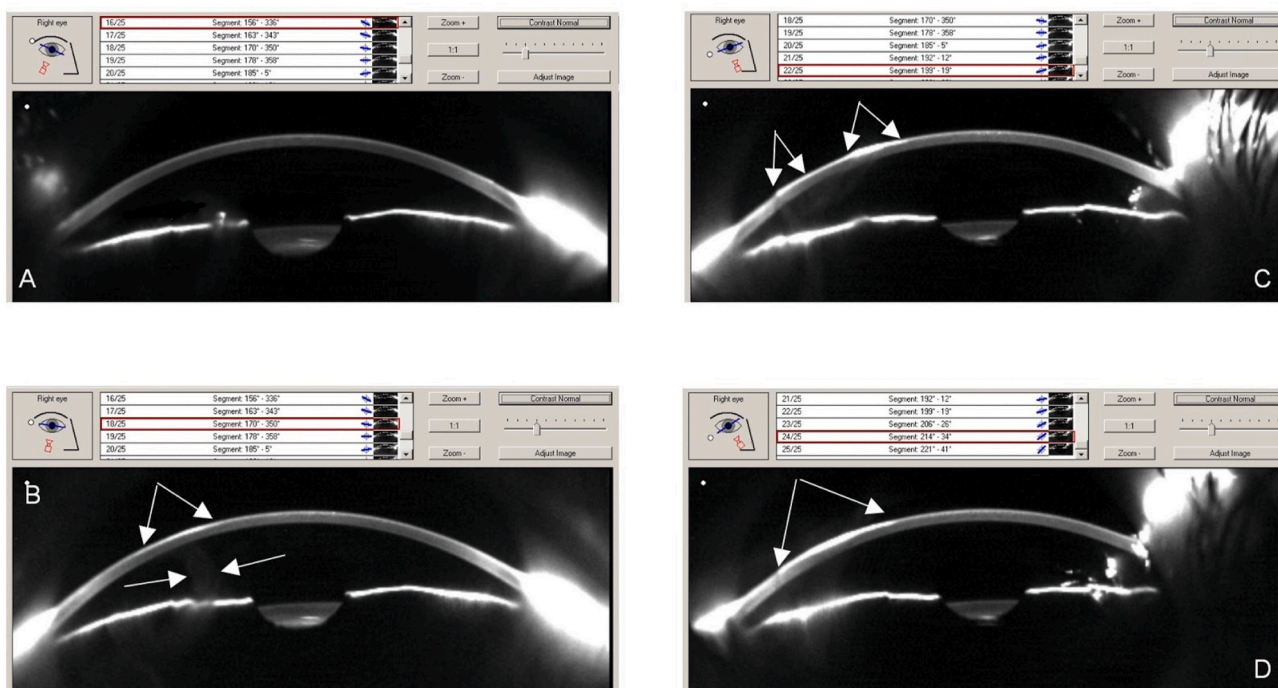 Right eye
16/25 Segment: 156° - 336°
17/25 Segment: 163° - 343°
18/25 Segment: 170° - 350°
19/25 Segment: 178° - 358°
20/25 Segment: 185° - 5°
Zoom +
1:1
Zoom -
Contrast Normal
Adjust Image
A
Right eye
18/25 Segment: 170° - 350°
19/25 Segment: 178° - 358°
20/25 Segment: 185° - 5°
21/25 Segment: 192° - 12°
22/25 Segment: 199° - 19°
Zoom +
1:1
Zoom -
Contrast Normal
Adjust Image
C
Right eye
16/25 Segment: 156° - 336°
17/25 Segment: 163° - 343°
18/25 Segment: 170° - 350°
19/25 Segment: 178° - 358°
20/25 Segment: 185° - 5°
Zoom +
1:1
Zoom -
Contrast Normal
Adjust Image
B
Right eye
21/25 Segment: 192° - 12°
22/25 Segment: 199° - 19°
23/25 Segment: 206° - 26°
24/25 Segment: 214° - 34°
25/25 Segment: 221° - 41°
Zoom +
1:1
Zoom -
Contrast Normal
Adjust Image
D